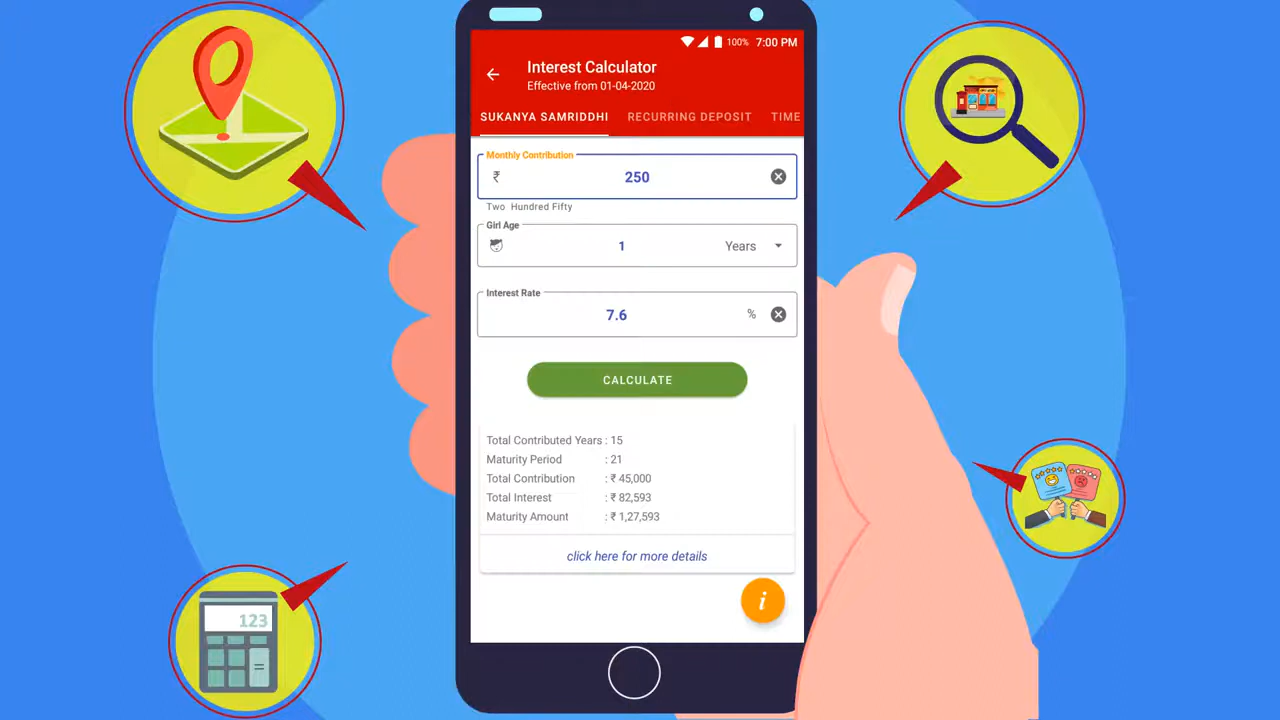 100% 7:00 PM
Interest Calculator
Effective from 01-04-2020
SUKANYA SAMRIDDHI RECURRING DEPOSIT TIME
Monthly Contribution
₹ 250
Two Hundred Fifty
Girl Age
1 Years
Interest Rate
7.6 %
CALCULATE
Total Contributed Years : 15
Maturity Period : 21
Total Contribution : ₹ 45,000
Total Interest : ₹ 82,593
Maturity Amount : ₹ 1,27,593
click here for more details
i
123
=